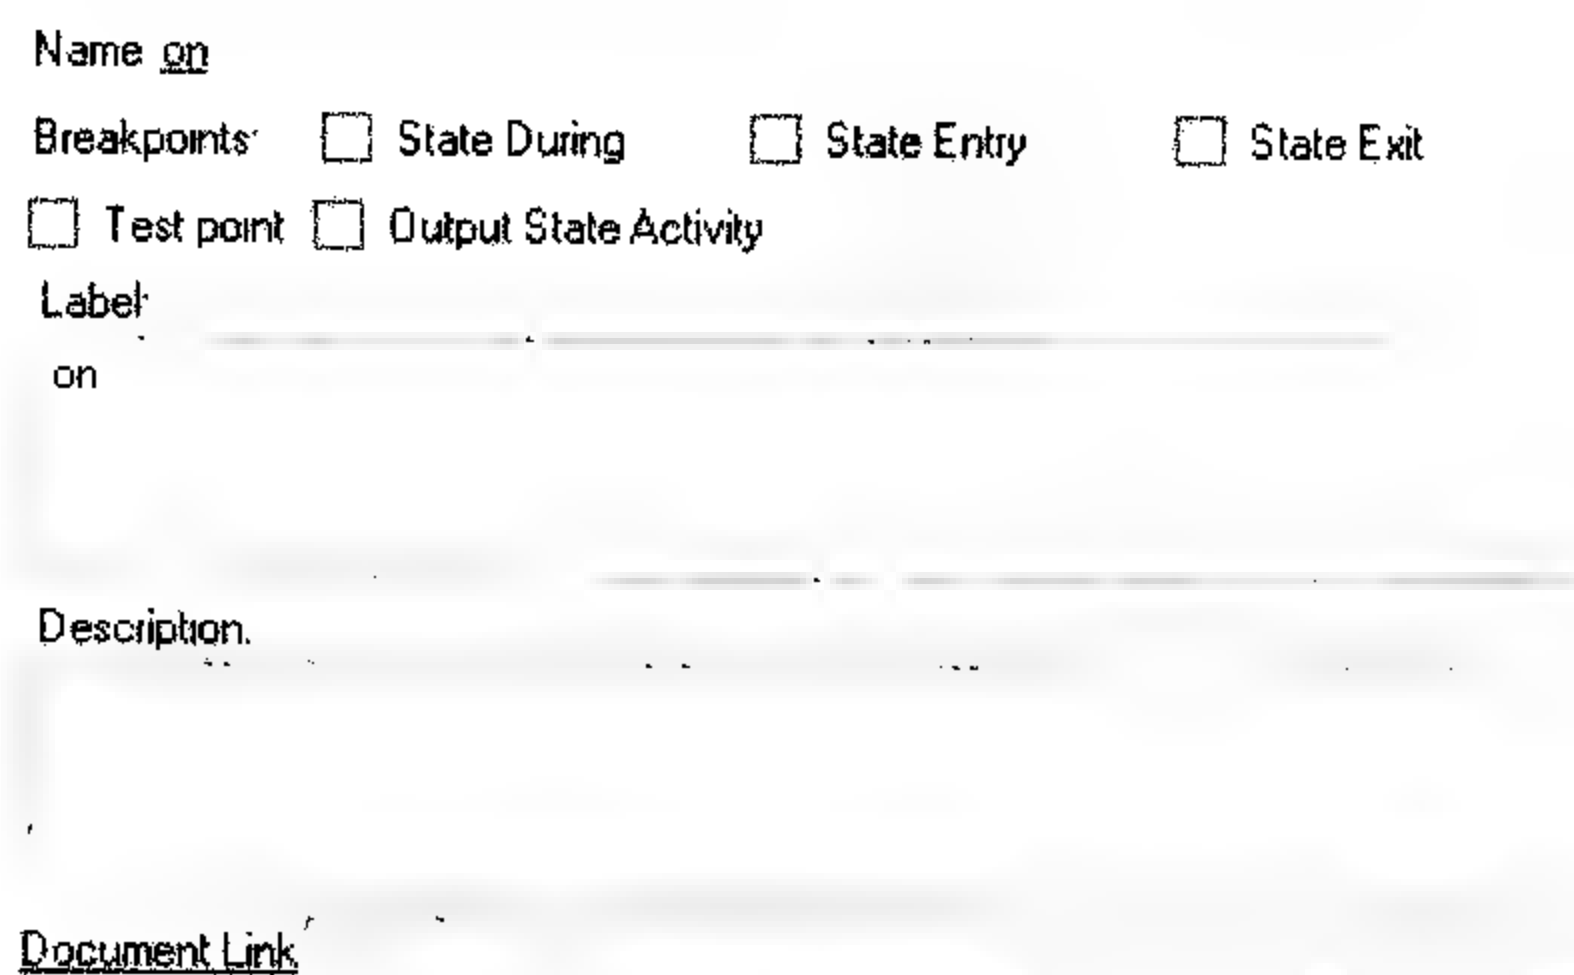 Name on
Breakpoints: State During State Entry State Exit
Test point Output State Activity
Label:
on
Description.
Document Link